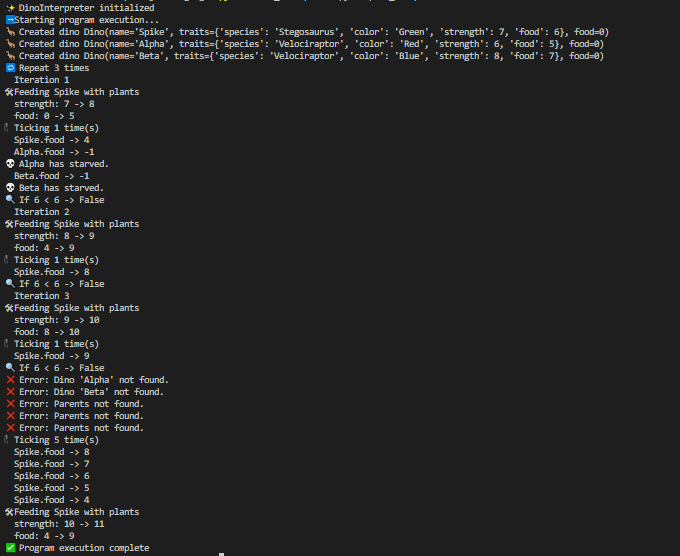 ✨ DinoInterpreter initialized
➡️Starting program execution...
🦕 Created dino Dino(name='Spike', traits={'species': 'Stegosaurus', 'color': 'Green', 'strength': 7, 'food': 6}, food=0)
🦕 Created dino Dino(name='Alpha', traits={'species': 'Velociraptor', 'color': 'Red', 'strength': 6, 'food': 5}, food=0)
🦕 Created dino Dino(name='Beta', traits={'species': 'Velociraptor', 'color': 'Blue', 'strength': 8, 'food': 7}, food=0)
🔁 Repeat 3 times
Iteration 1
🛠️Feeding Spike with plants
strength: 7 -> 8
food: 0 -> 5
Ticking 1 time(s)
Spike.food -> 4
Alpha.food -> -1
💀 Alpha has starved.
Beta.food -> -1
💀 Beta has starved.
🔍 If 6 < 6 -> False
Iteration 2
🛠️Feeding Spike with plants
strength: 8 -> 9
food: 4 -> 9
Ticking 1 time(s)
Spike.food -> 8
🔍 If 6 < 6 -> False
Iteration 3
🛠️Feeding Spike with plants
strength: 9 -> 10
food: 8 -> 10
Ticking 1 time(s)
Spike.food -> 9
🔍 If 6 < 6 -> False
❌ Error: Dino 'Alpha' not found.
❌ Error: Dino 'Beta' not found.
❌ Error: Parents not found.
❌ Error: Parents not found.
❌ Error: Parents not found.
Ticking 5 time(s)
Spike.food -> 8
Spike.food -> 7
Spike.food -> 6
Spike.food -> 5
Spike.food -> 4
🛠️Feeding Spike with plants
strength: 10 -> 11
food: 4 -> 9
✅ Program execution complete